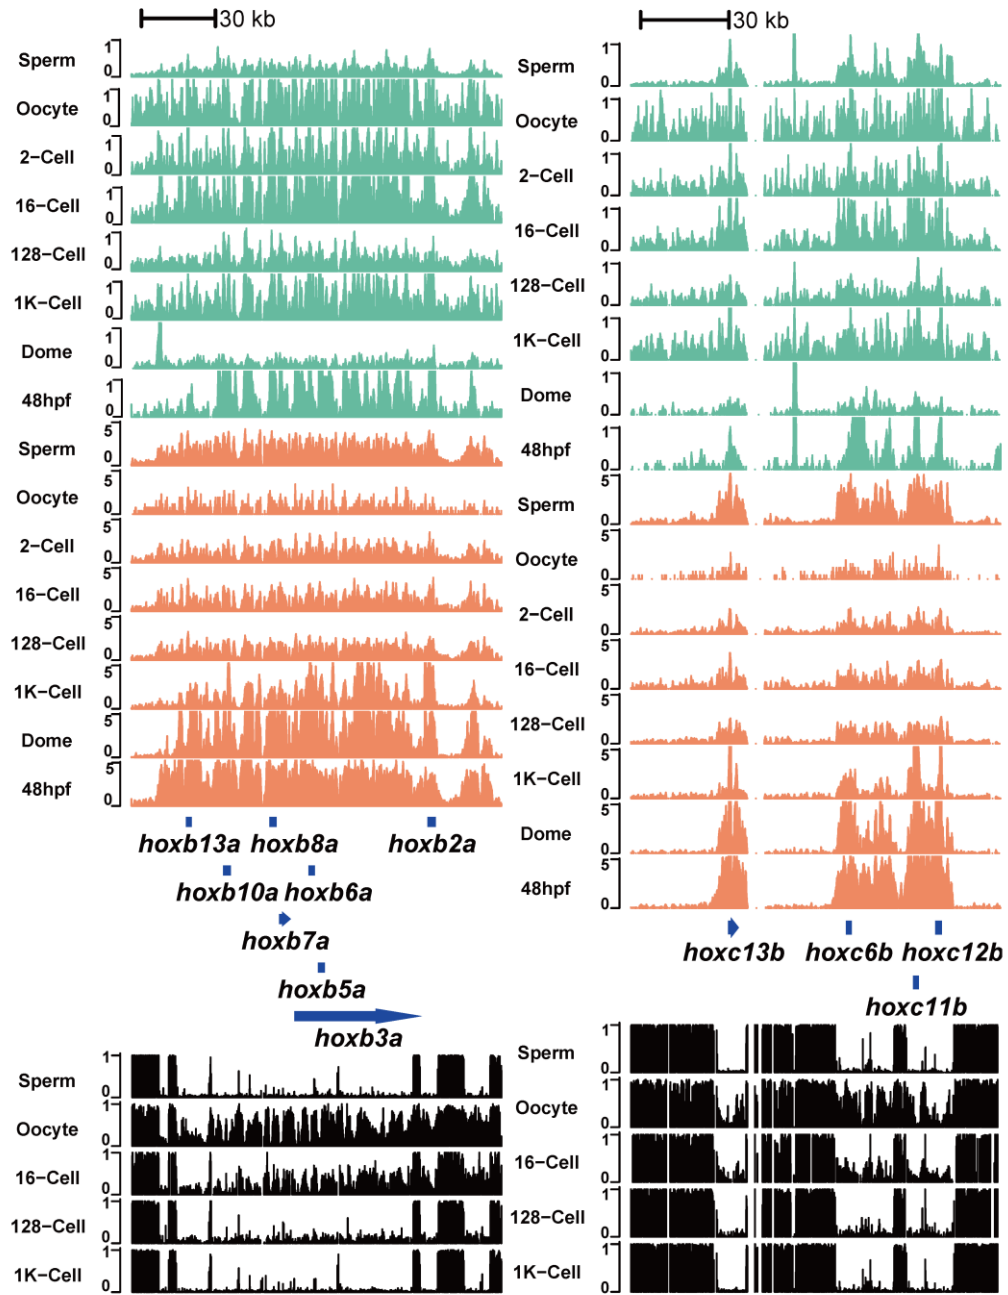 30 kb
Sperm 1 0
Oocyte 1 0
2-Cell 1 0
16-Cell 1 0
128-Cell 1 0
1K-Cell 1 0
Dome 1 0
48hpf 1 0
Sperm 5 0
Oocyte 5 0
2-Cell 5 0
16-Cell 5 0
128-Cell 5 0
1K-Cell 5 0
Dome 5 0
48hpf 5 0
hoxb13a hoxb8a hoxb2a
hoxb10a hoxb6a
hoxb7a
hoxb5a
hoxb3a
Sperm 1 0
Oocyte 1 0
16-Cell 1 0
128-Cell 1 0
1K-Cell 1 0
30 kb
Sperm 1 0
Oocyte 1 0
2-Cell 1 0
16-Cell 1 0
128-Cell 1 0
1K-Cell 1 0
Dome 1 0
48hpf 1 0
Sperm 5 0
Oocyte 5 0
2-Cell 5 0
16-Cell 5 0
128-Cell 5 0
1K-Cell 5 0
Dome 5 0
48hpf 5 0
hoxc13b hoxc6b hoxc12b
hoxc11b
Sperm 1 0
Oocyte 1 0
16-Cell 1 0
128-Cell 1 0
1K-Cell 1 0